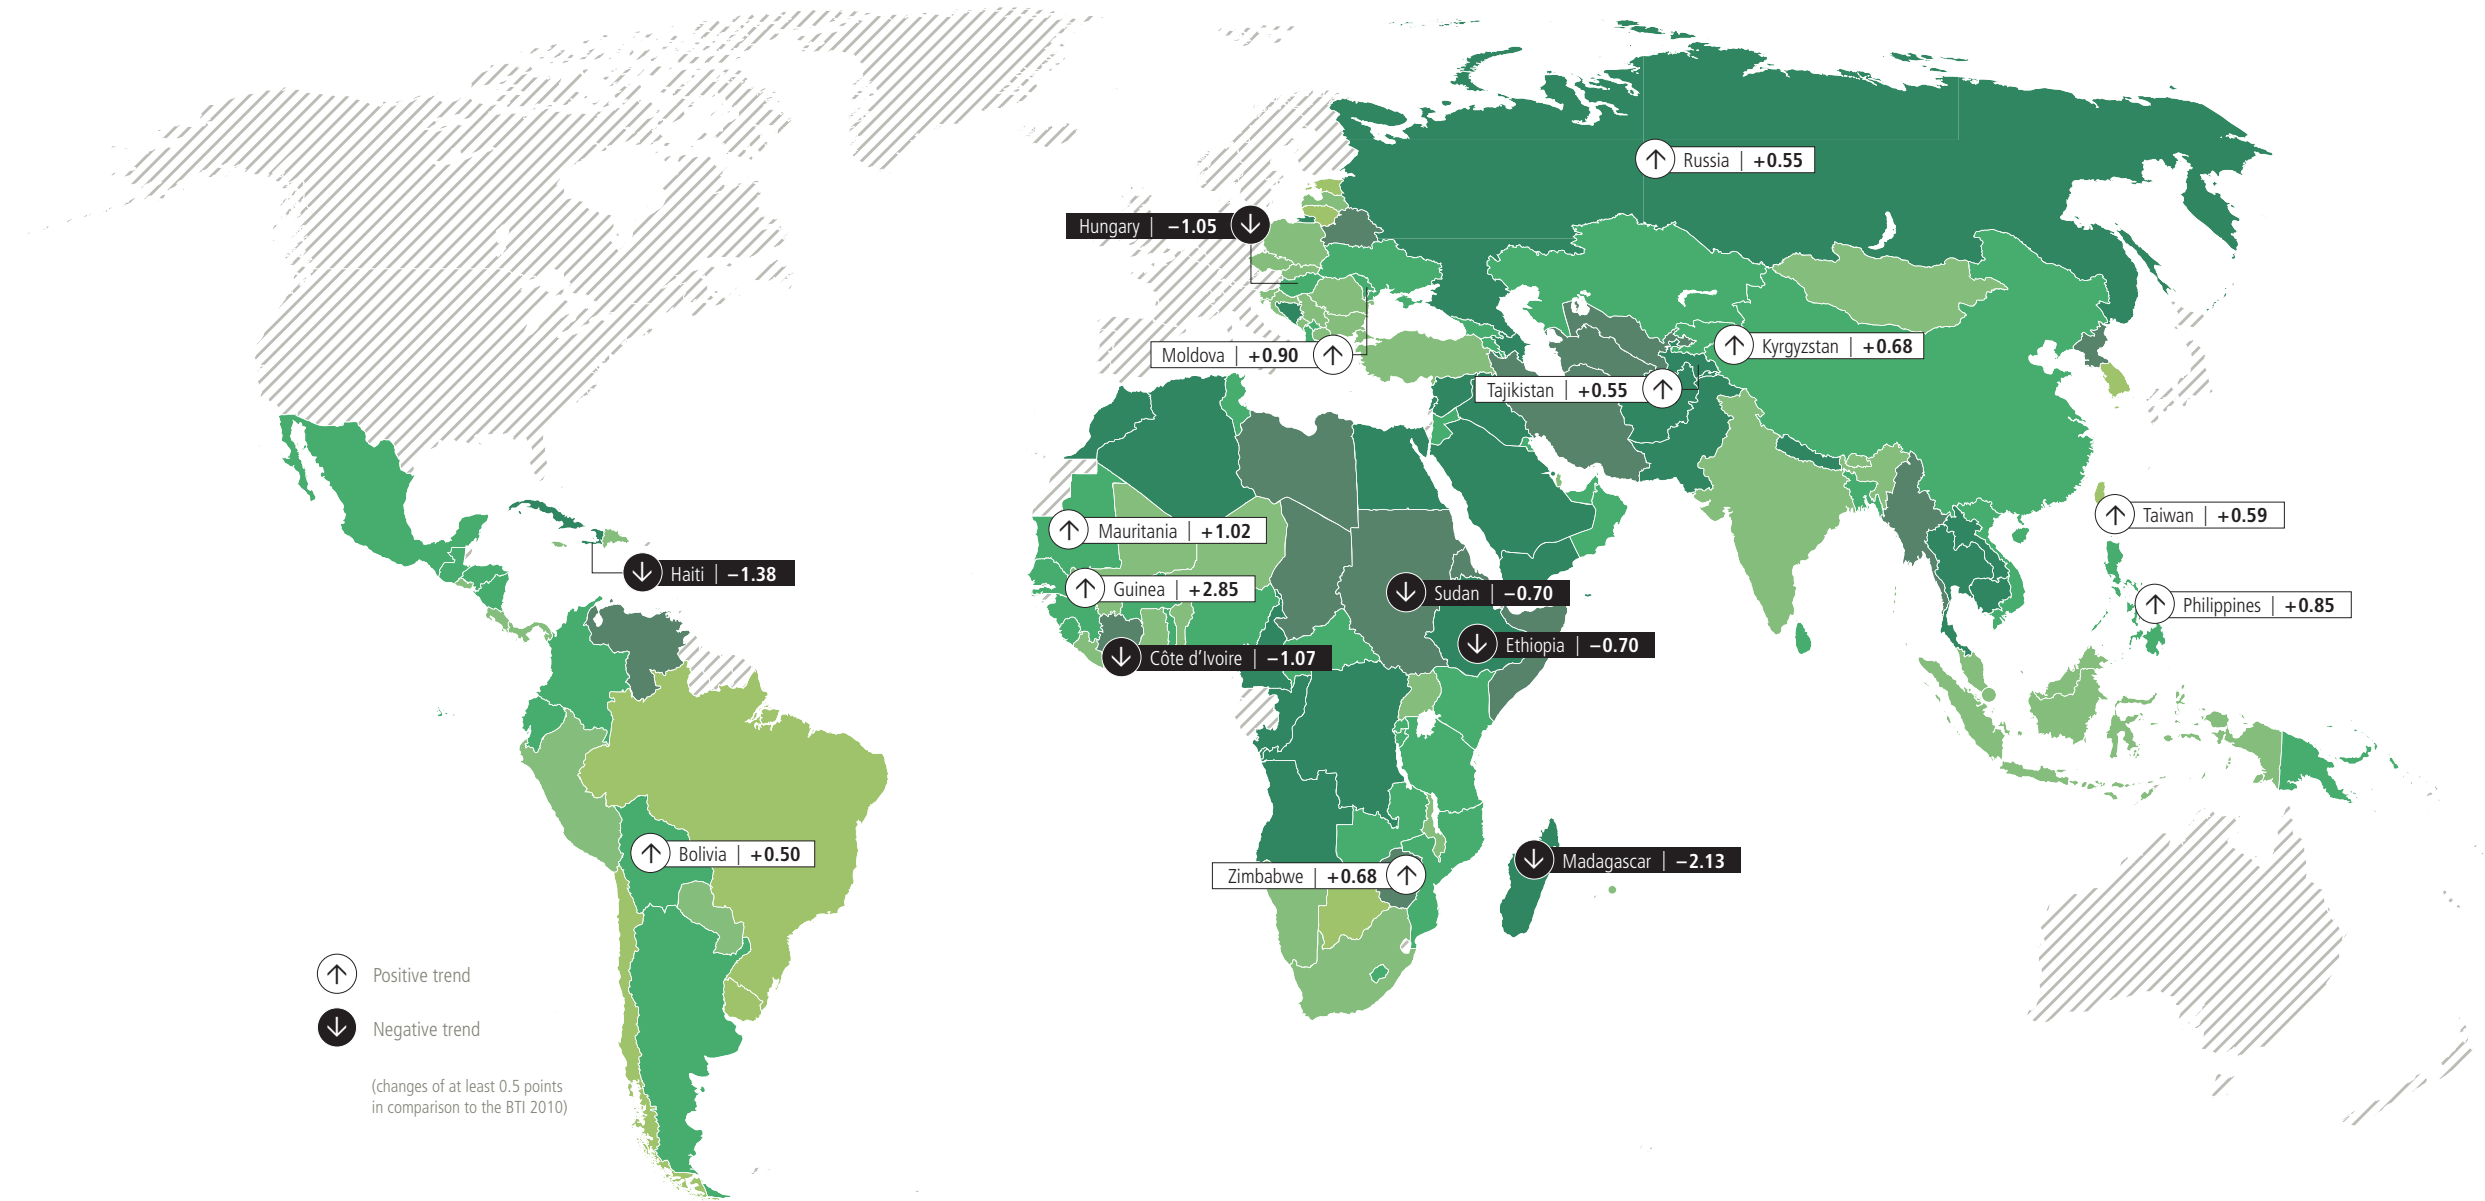 Russia | +0.55
Hungary | −1.05
Moldova | +0.90
Kyrgyzstan | +0.68
Tajikistan | +0.55
Mauritania | +1.02
Taiwan | +0.59
Haiti | −1.38
Guinea | +2.85
Sudan | −0.70
Philippines | +0.85
Ethiopia | −0.70
Côte d’Ivoire | −1.07
Bolivia | +0.50
Zimbabwe | +0.68
Madagascar | −2.13
Positive trend
Negative trend
(changes of at least 0.5 points
in comparison to the BTI 2010)